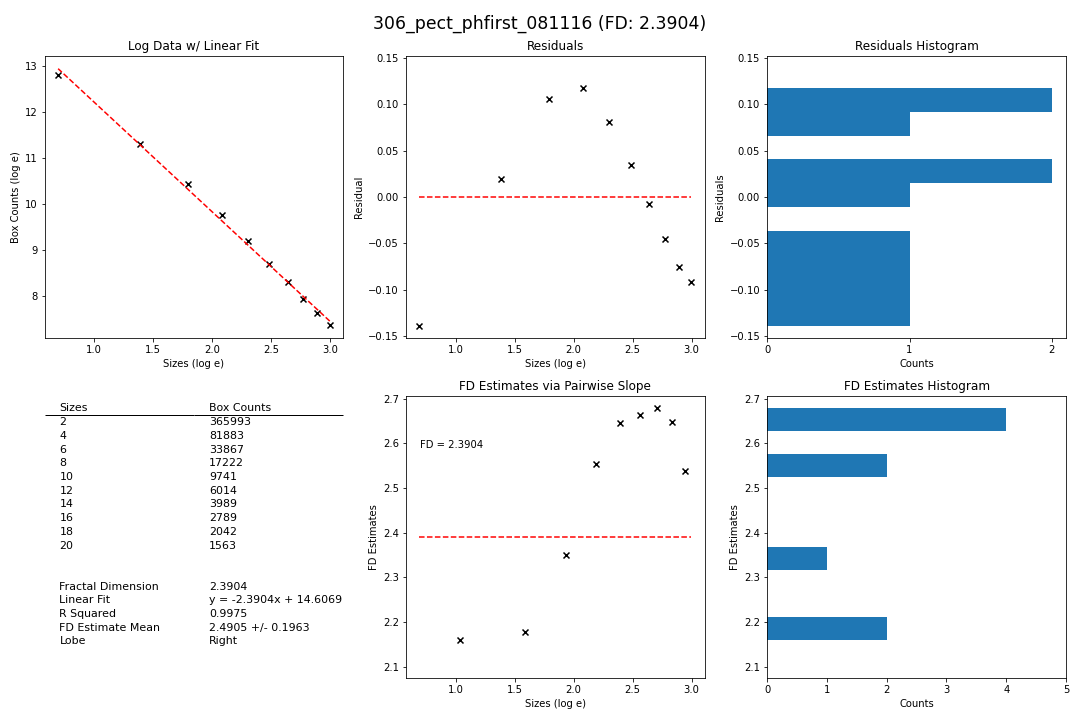 306_pect_phfirst_081116 (FD: 2.3904)
Log Data w/ Linear Fit
Box Counts (log e)
13
12
11
10
9
8
1.0 1.5 2.0 2.5 3.0
Sizes (log e)
Residuals
Residual
0.15
0.10
0.05
0.00
−0.05
−0.10
−0.15
1.0 1.5 2.0 2.5 3.0
Sizes (log e)
Residuals Histogram
Residuals
0.15
0.10
0.05
0.00
−0.05
−0.10
−0.15
0 1 2
Counts
Sizes Box Counts
2 365993
4 81883
6 33867
8 17222
10 9741
12 6014
14 3989
16 2789
18 2042
20 1563
Fractal Dimension 2.3904
Linear Fit y = -2.3904x + 14.6069
R Squared 0.9975
FD Estimate Mean 2.4905 +/- 0.1963
Lobe Right
FD Estimates via Pairwise Slope
FD Estimates
2.7
2.6
2.5
2.4
2.3
2.2
2.1
FD = 2.3904
1.0 1.5 2.0 2.5 3.0
Sizes (log e)
FD Estimates Histogram
FD Estimates
2.7
2.6
2.5
2.4
2.3
2.2
2.1
0 1 2 3 4 5
Counts